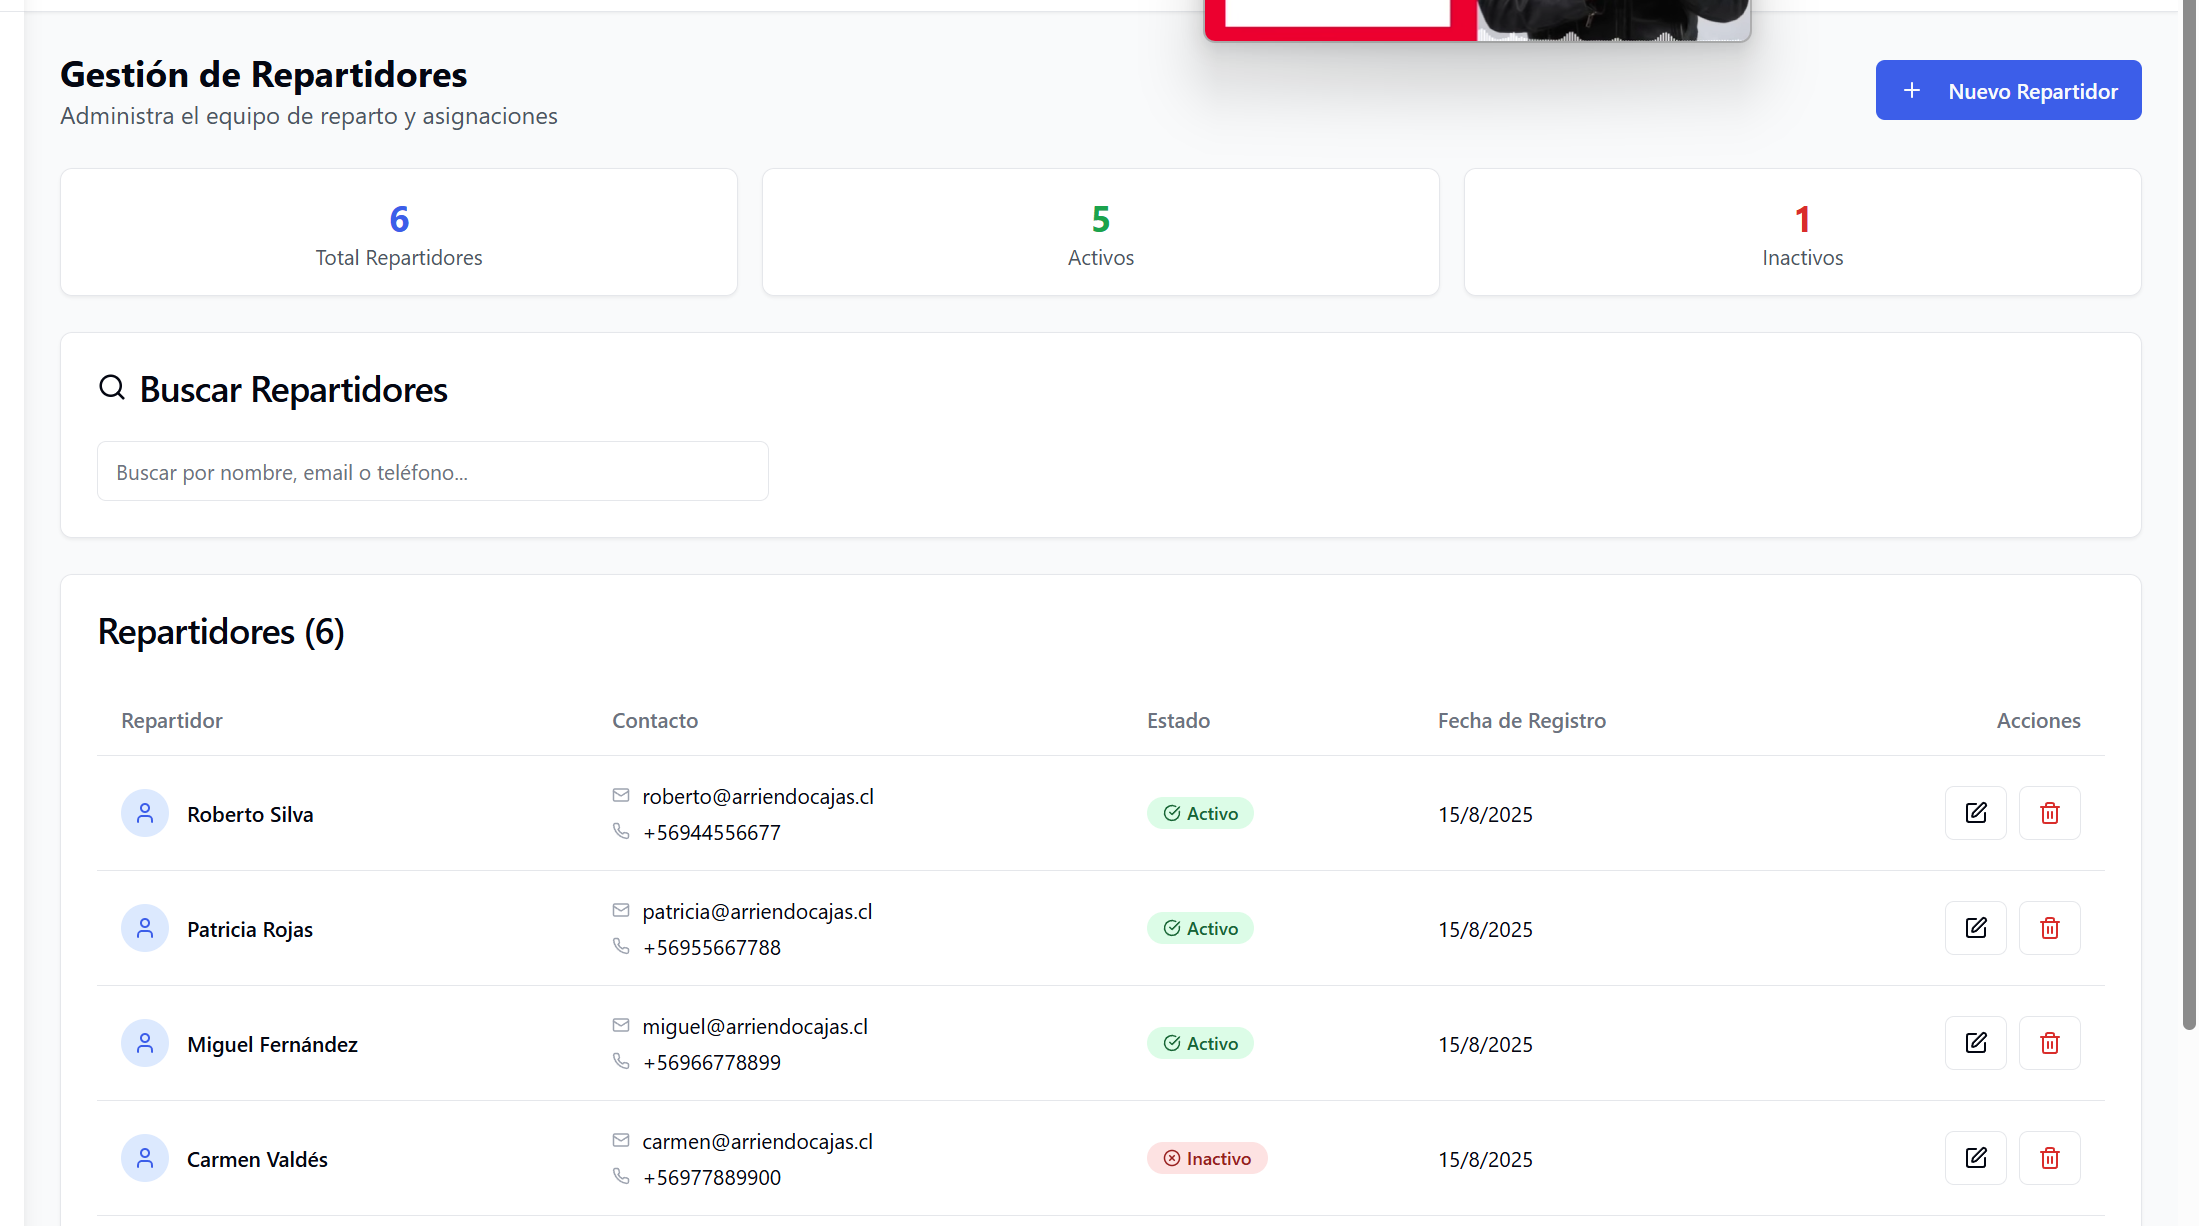 Gestión de Repartidores
Administra el equipo de reparto y asignaciones
Nuevo Repartidor
6
Total Repartidores
5
Activos
1
Inactivos
Buscar Repartidores
Buscar por nombre, email o teléfono...
Repartidores (6)
Repartidor Contacto Estado Fecha de Registro Acciones
roberto@arriendocajas.cl
Roberto Silva Activo 15/8/2025
+56944556677
patricia@arriendocajas.cl
Patricia Rojas Activo 15/8/2025
+56955667788
miguel@arriendocajas.cl
Miguel Fernández Activo 15/8/2025
+56966778899
carmen@arriendocajas.cl
Carmen Valdés Inactivo 15/8/2025
+56977889900